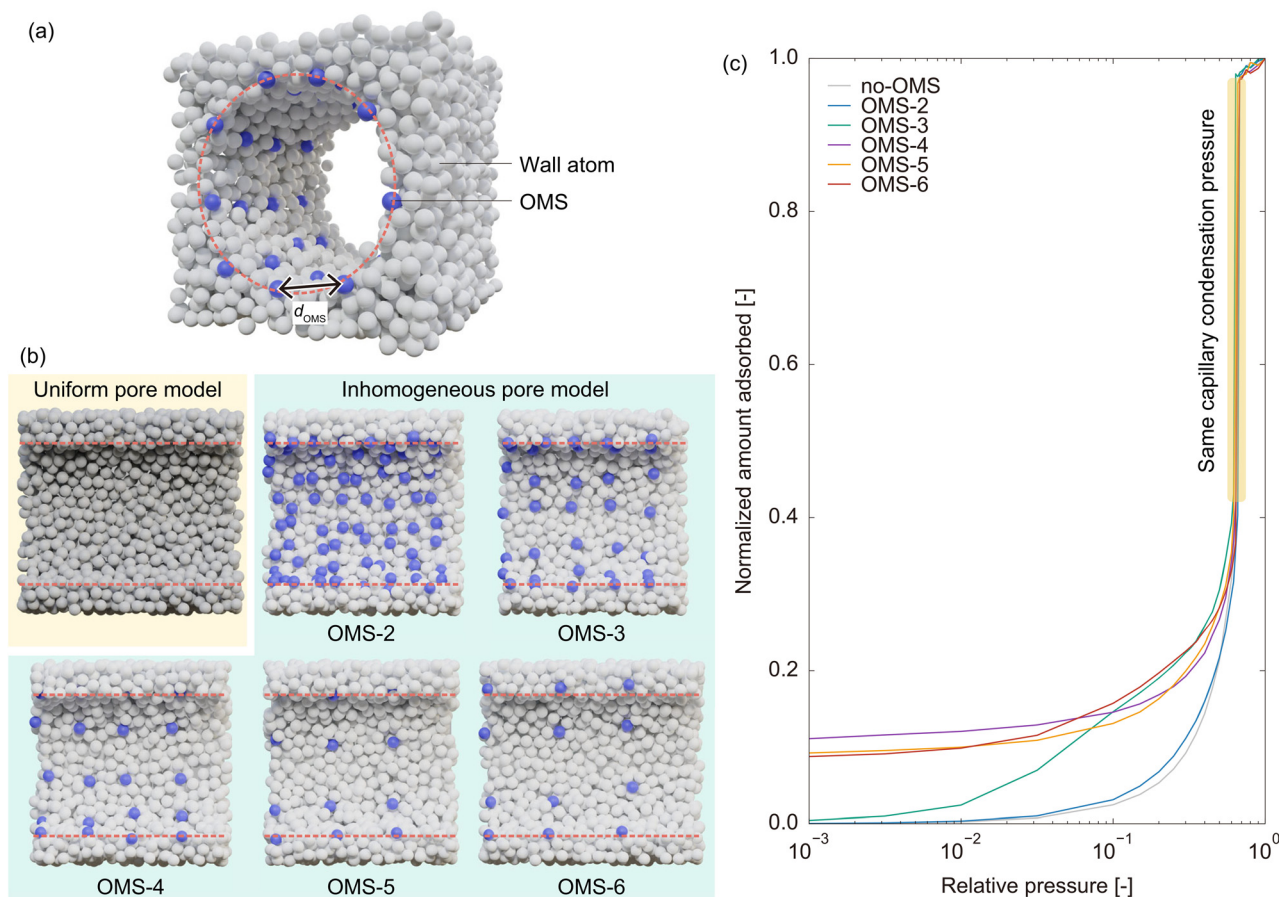 (a)
Wall atom
OMS
d_OMS
(b)
Uniform pore model
Inhomogeneous pore model
OMS-2
OMS-3
OMS-4
OMS-5
OMS-6
(c)
1.0
0.8
0.6
0.4
0.2
0.0
Normalized amount adsorbed [-]
no-OMS
OMS-2
OMS-3
OMS-4
OMS-5
OMS-6
Same capillary condensation pressure
10⁻³
10⁻²
10⁻¹
10⁰
Relative pressure [-]